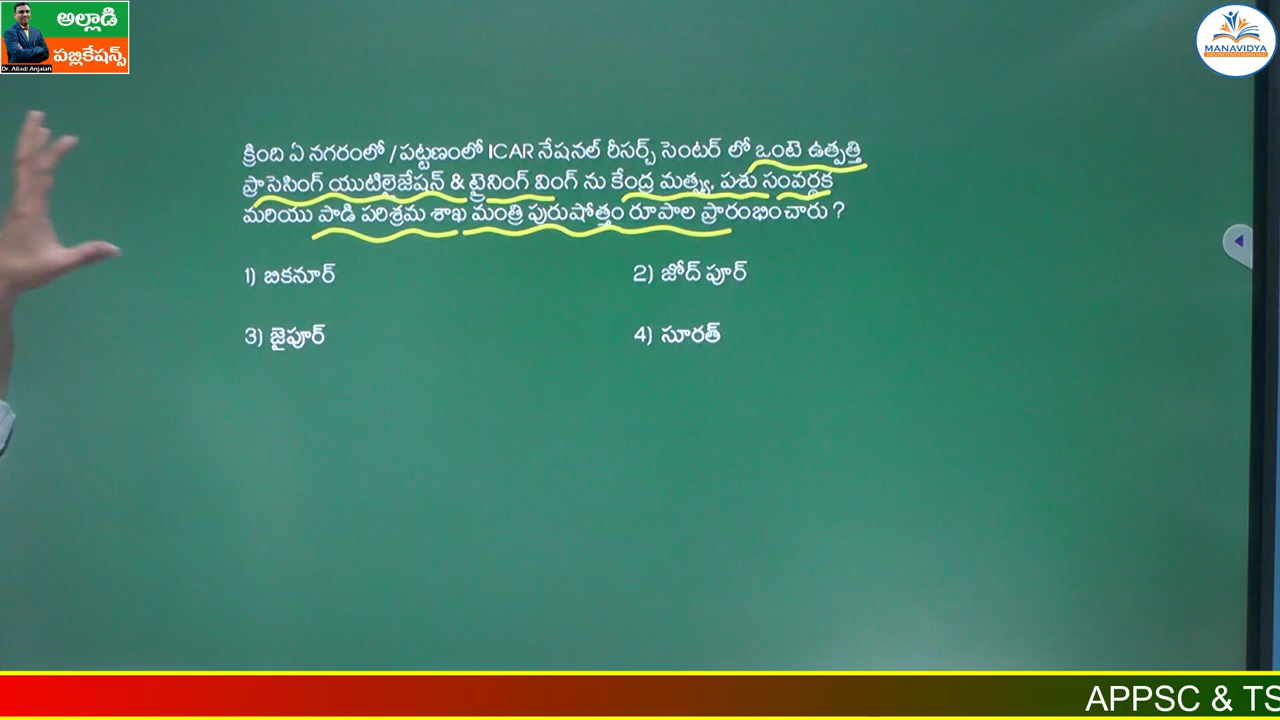 అల్లాడి
పబ్లికేషన్స్
Dr. Alladi Anjaiah
MANAVIDYA
క్రింది ఏ నగరంలో / పట్టణంలో ICAR నేషనల్ రీసర్చ్ సెంటర్ లో ఒంటె ఉత్పత్తి
ప్రాసెసింగ్ యుటిలైజేషన్ & ట్రైనింగ్ వింగ్ ను కేంద్ర మత్స్య, పశు సంవర్ధక
మరియు పాడి పరిశ్రమ శాఖ మంత్రి పురుషోత్తం రూపాల ప్రారంభించారు ?
1) బికనూర్
2) జోద్ పూర్
3) జైపూర్
4) సూరత్
APPSC & TS